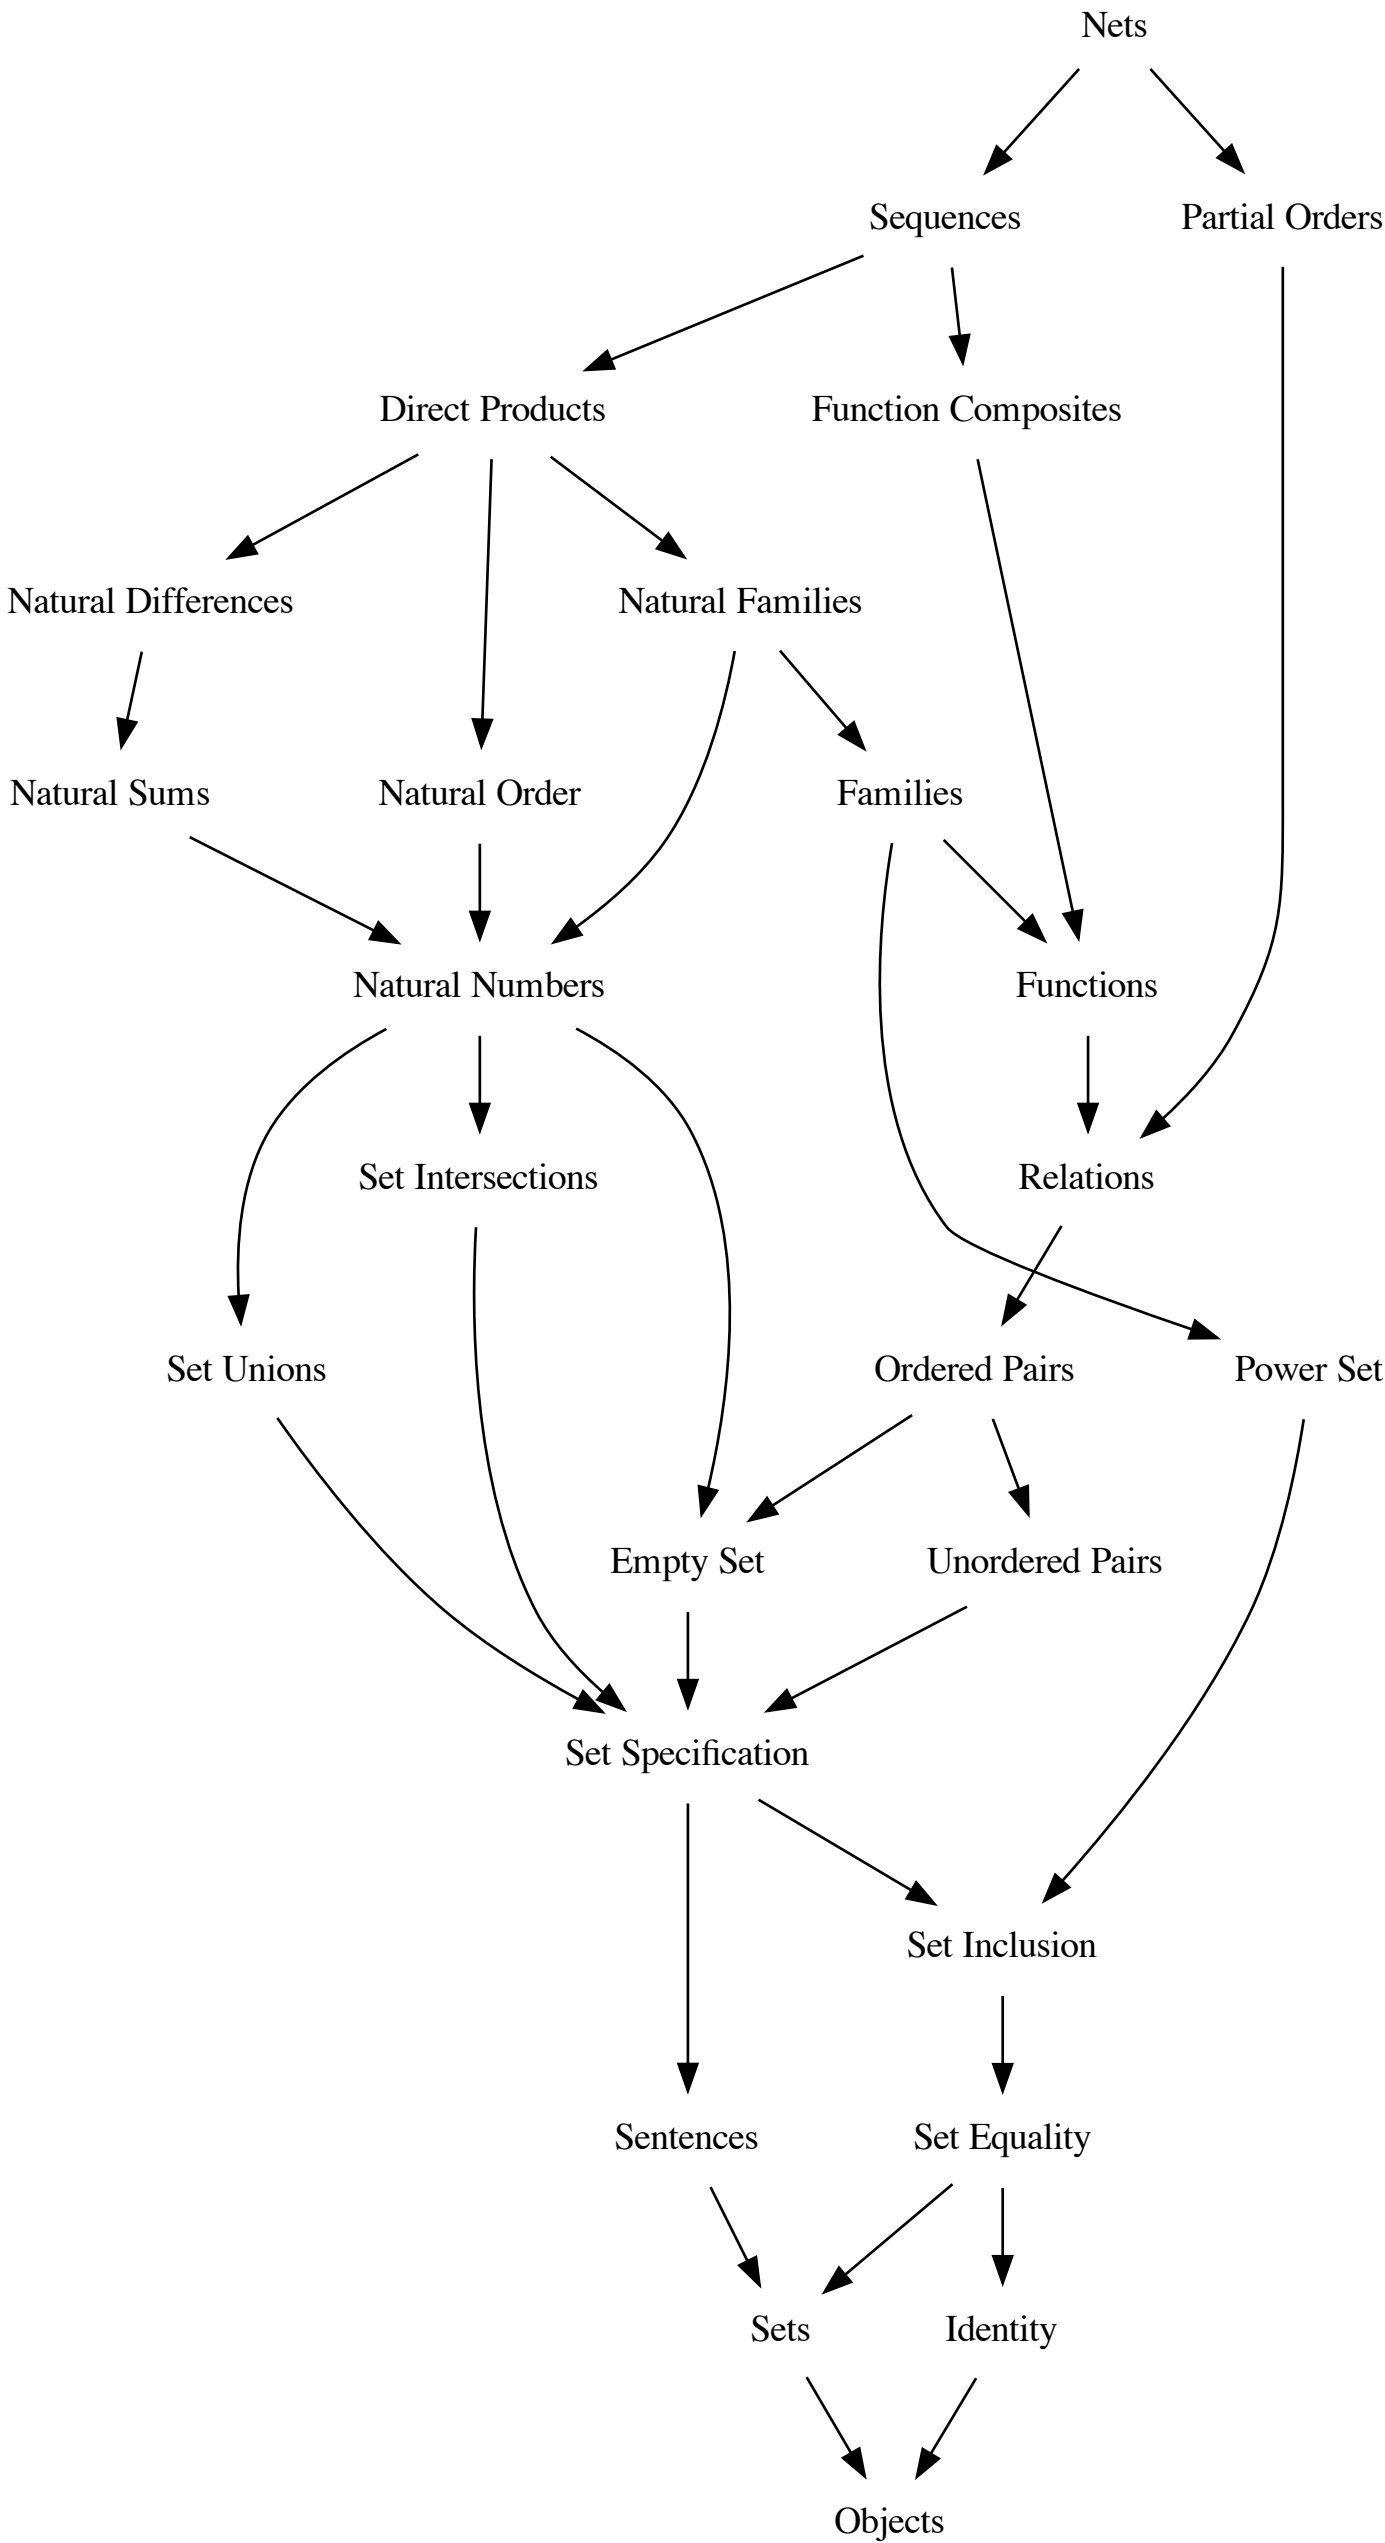 Nets
Sequences
Partial Orders
Direct Products
Function Composites
Natural Differences
Natural Families
Natural Sums
Natural Order
Families
Natural Numbers
Functions
Set Intersections
Relations
Set Unions
Ordered Pairs
Power Set
Empty Set
Unordered Pairs
Set Specification
Set Inclusion
Sentences
Set Equality
Sets
Identity
Objects